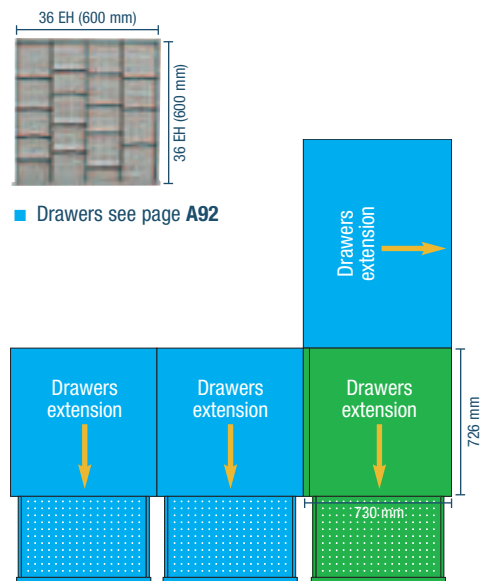 36 EH (600 mm)
36 EH (600 mm)
Drawers see page A92
Drawers
extension
Drawers
extension
Drawers
extension
Drawers
extension
726 mm
730 mm